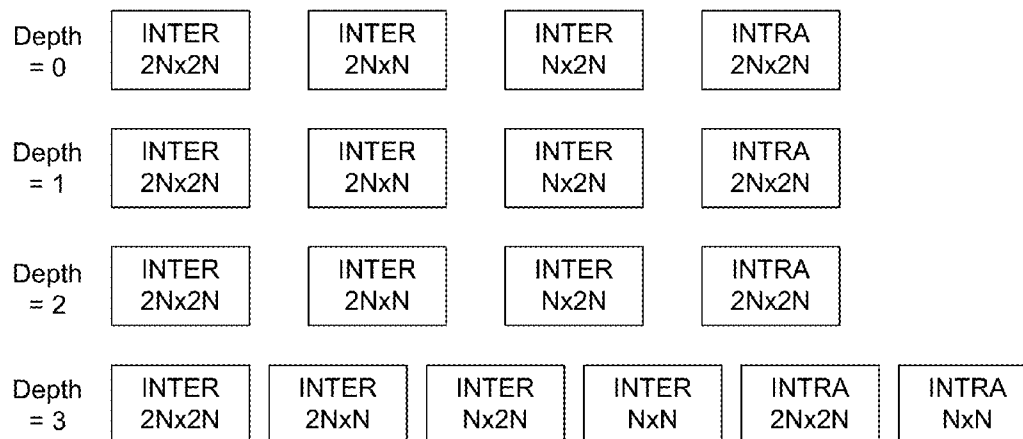 Depth
= 0
INTER
2Nx2N
INTER
2NxN
INTER
Nx2N
INTRA
2Nx2N
Depth
= 1
INTER
2Nx2N
INTER
2NxN
INTER
Nx2N
INTRA
2Nx2N
Depth
= 2
INTER
2Nx2N
INTER
2NxN
INTER
Nx2N
INTRA
2Nx2N
Depth
= 3
INTER
2Nx2N
INTER
2NxN
INTER
Nx2N
INTER
NxN
INTRA
2Nx2N
INTRA
NxN